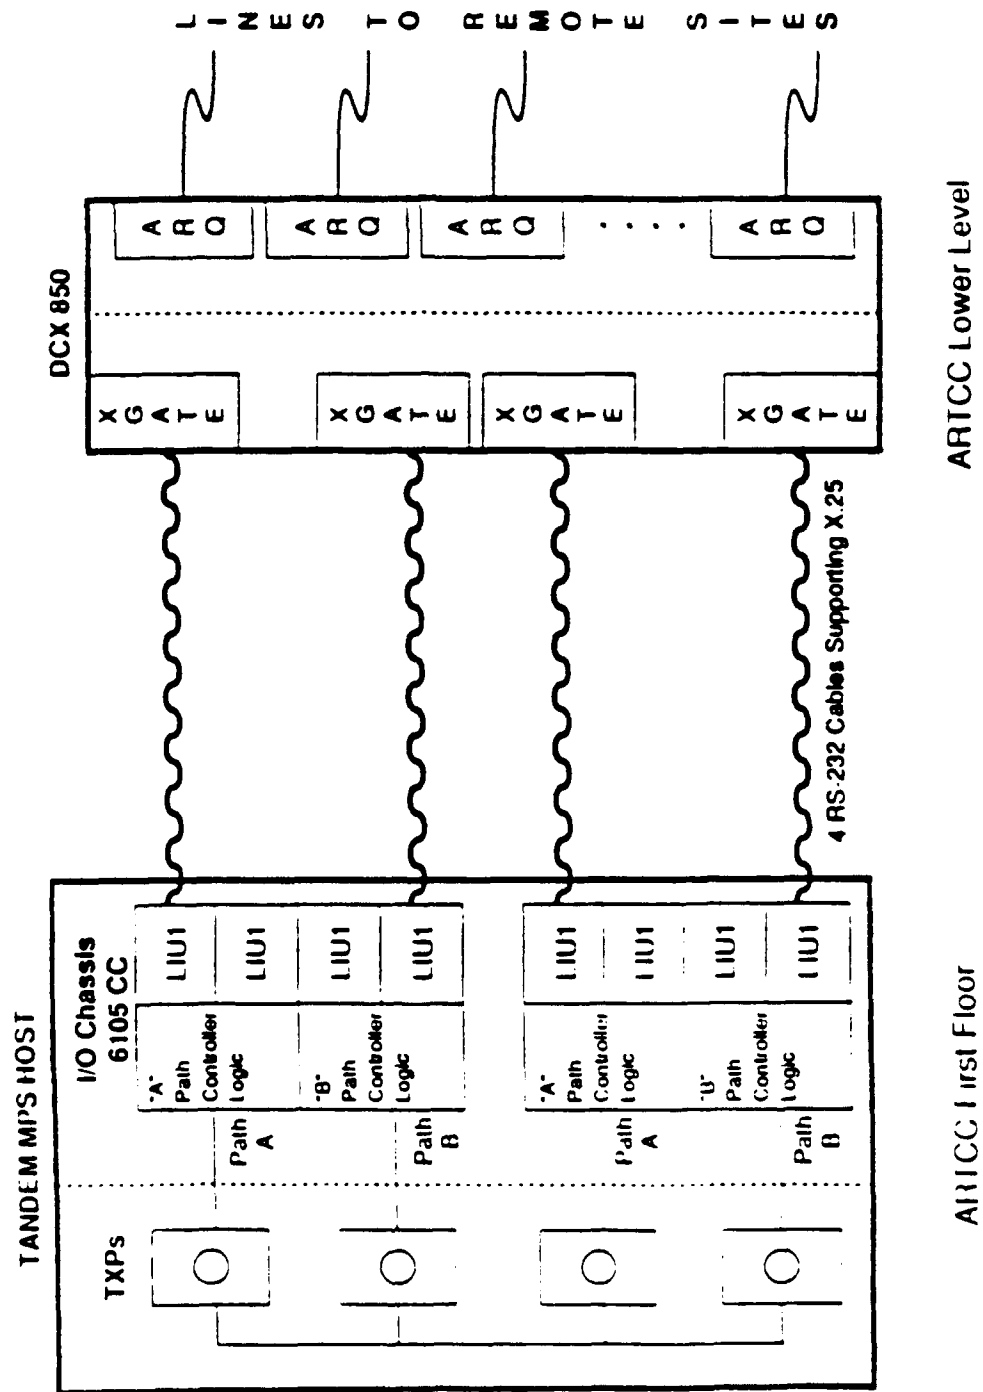 TANDEM MPS HOST
TXPs
I/O Chassis
6105 CC
Path
A
"A"
Path
Controller
Logic
LIU1
LIU1
Path
B
"B"
Path
Controller
Logic
LIU1
LIU1
Path
A
"A"
Path
Controller
Logic
LIU1
LIU1
Path
B
"B"
Path
Controller
Logic
LIU1
LIU1
4 RS-232 Cables Supporting X.25
DCX 850
XGATE
XGATE
XGATE
XGATE
ARQ
ARQ
ARQ
. . . .
ARQ
LINES TO REMOTE SITES
ARTCC First Floor
ARTCC Lower Level